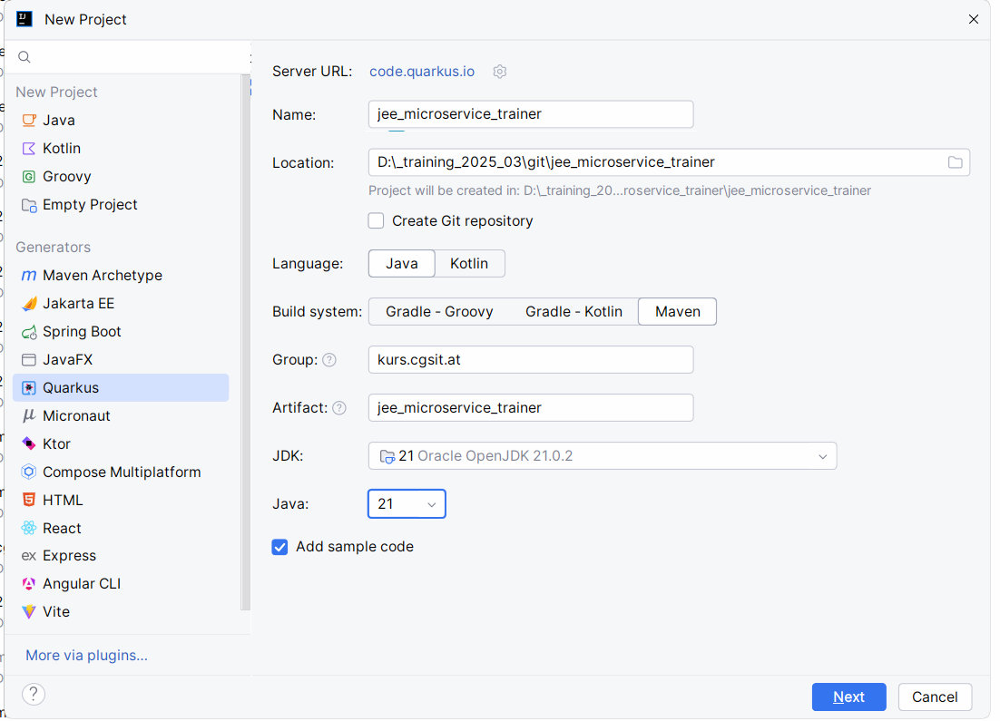 New Project
New Project
Java
Kotlin
Groovy
Empty Project
Generators
Maven Archetype
Jakarta EE
Spring Boot
JavaFX
Quarkus
Micronaut
Ktor
Compose Multiplatform
HTML
React
Express
Angular CLI
Vite
More via plugins...
Server URL: code.quarkus.io
Name: jee_microservice_trainer
Location: D:\_training_2025_03\git\jee_microservice_trainer
Project will be created in: D:\_training_20...roservice_trainer\jee_microservice_trainer
Create Git repository
Language: Java Kotlin
Build system: Gradle - Groovy Gradle - Kotlin Maven
Group: kurs.cgsit.at
Artifact: jee_microservice_trainer
JDK: 21 Oracle OpenJDK 21.0.2
Java: 21
Add sample code
Next Cancel